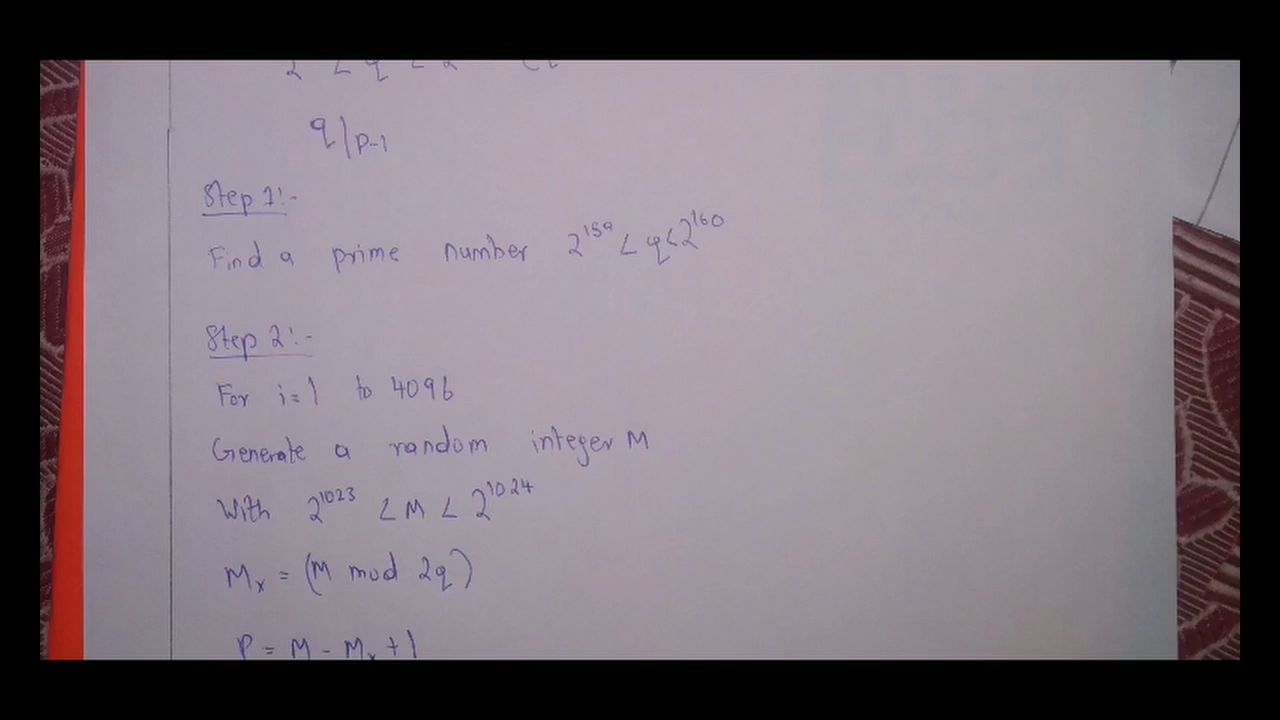 q|P-1
Step 1:-
Find a prime number 2^159 < q < 2^160
Step 2:-
For i=1 to 4096
Generate a random integer M
With 2^1023 < M < 2^1024
Mx = (M mod 2q)
P = M - Mx + 1